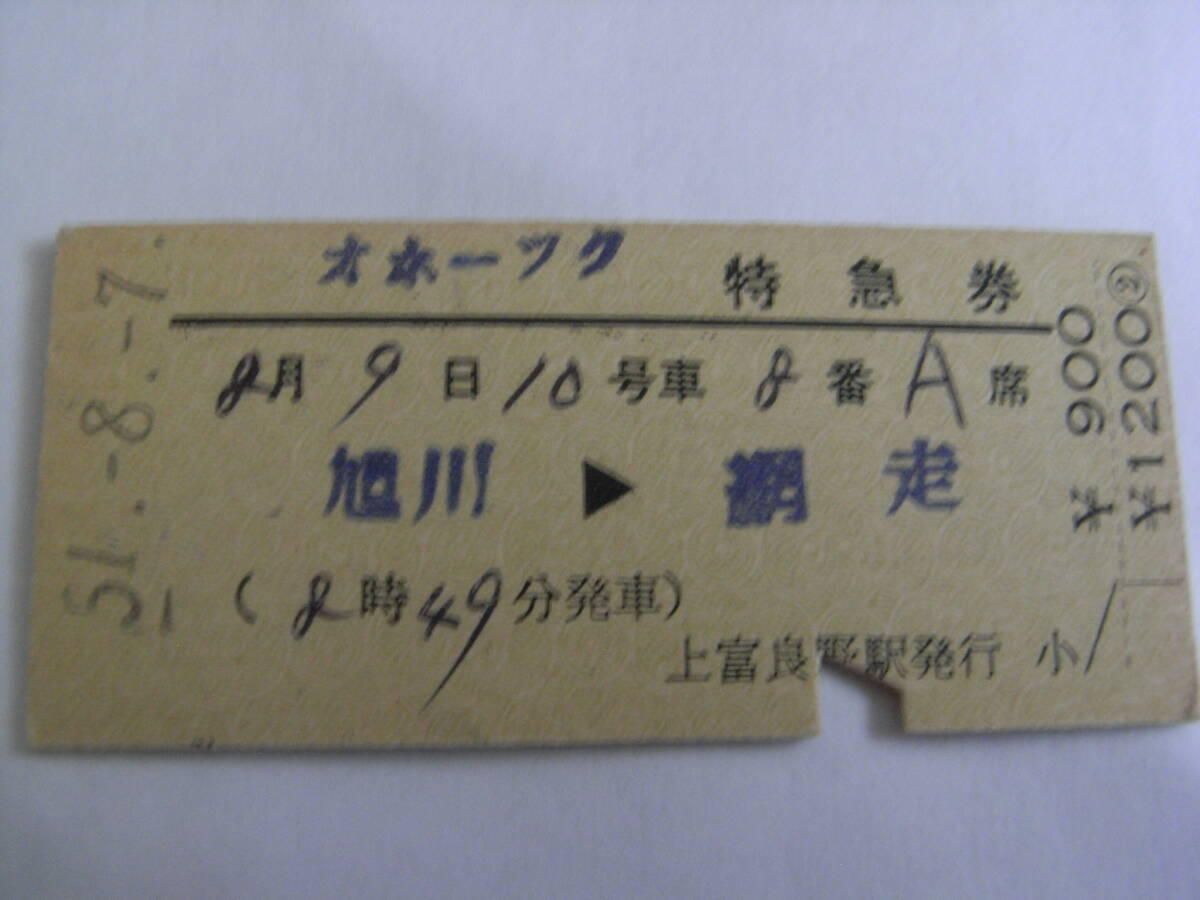 オホーツク 特急券
8月9日10号車8番A席
旭川▶網走
(8時49分発車)
上富良野駅発行 小
51.-8.-7.
¥900
¥1200②